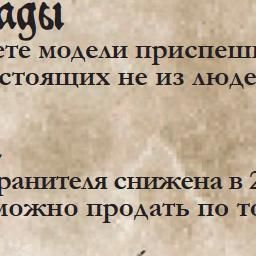 ады
ете модели приспеш
стоящих не из люде
ранителя снижена в 2
можно продать по то